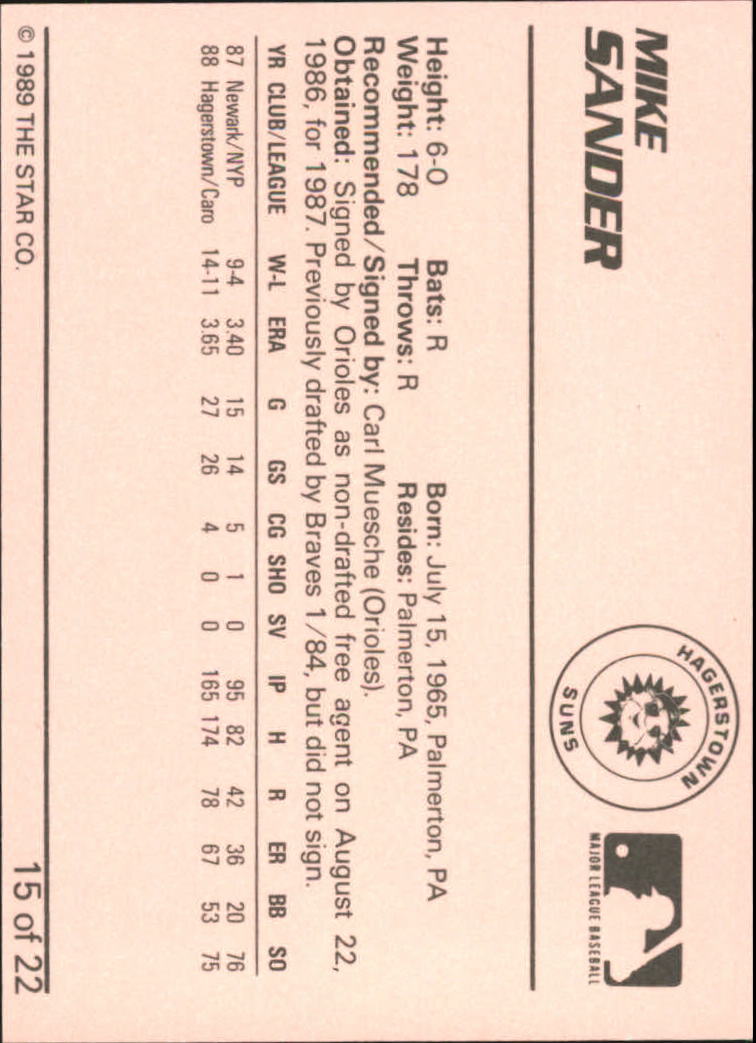 MIKE
SANDER
HAGERSTOWN
SUNS
MAJOR LEAGUE BASEBALL
Height: 6-0 Bats: R Born: July 15, 1965, Palmerton, PA
Weight: 178 Throws: R Resides: Palmerton, PA
Recommended/Signed by: Carl Muesche (Orioles).
Obtained: Signed by Orioles as non-drafted free agent on August 22,
1986, for 1987. Previously drafted by Braves 1/84, but did not sign.
YR CLUB/LEAGUE W-L ERA G GS CG SHO SV IP H R ER BB SO
87 Newark/NYP 9-4 3.40 15 14 5 1 0 95 82 42 36 20 76
88 Hagerstown/Caro 14-11 3.65 27 26 4 0 0 165 174 78 67 53 75
© 1989 THE STAR CO. 15 of 22